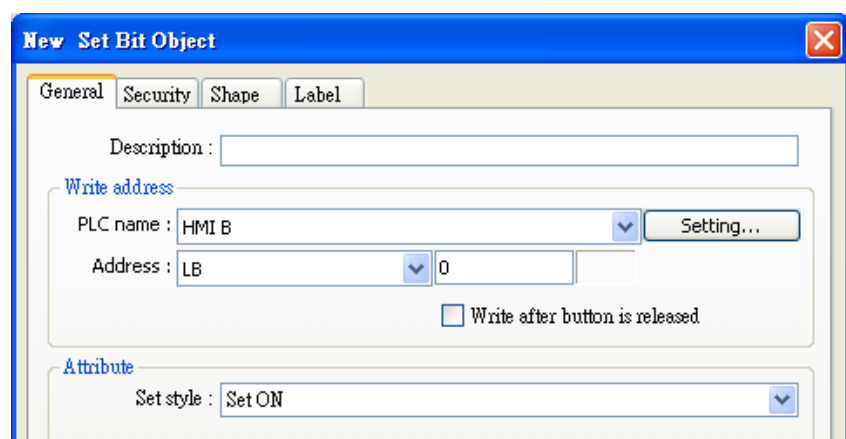 New Set Bit Object
General Security Shape Label
Description :
Write address
PLC name : HMI B Setting...
Address : LB 0
Write after button is released
Attribute
Set style : Set ON